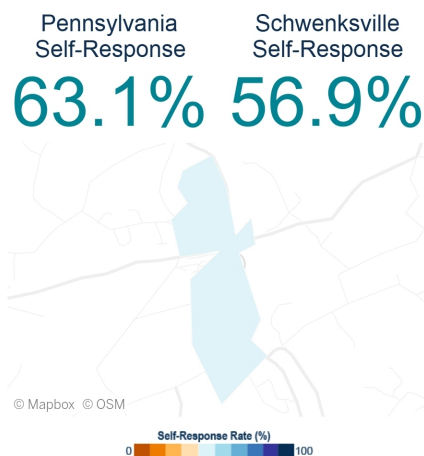 Pennsylvania
Self-Response
63.1%
Schwenksville
Self-Response
56.9%
© Mapbox © OSM
Self-Response Rate (%)
0 100